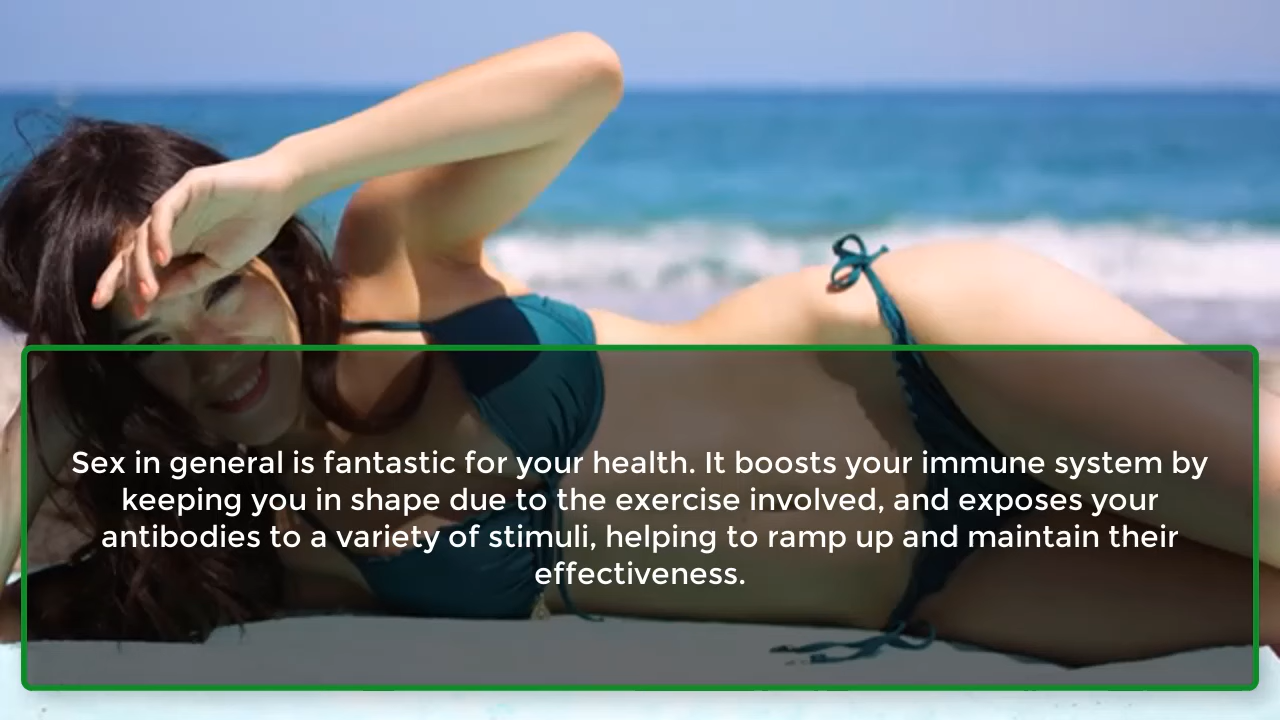 Sex in general is fantastic for your health. It boosts your immune system by
keeping you in shape due to the exercise involved, and exposes your
antibodies to a variety of stimuli, helping to ramp up and maintain their
effectiveness.